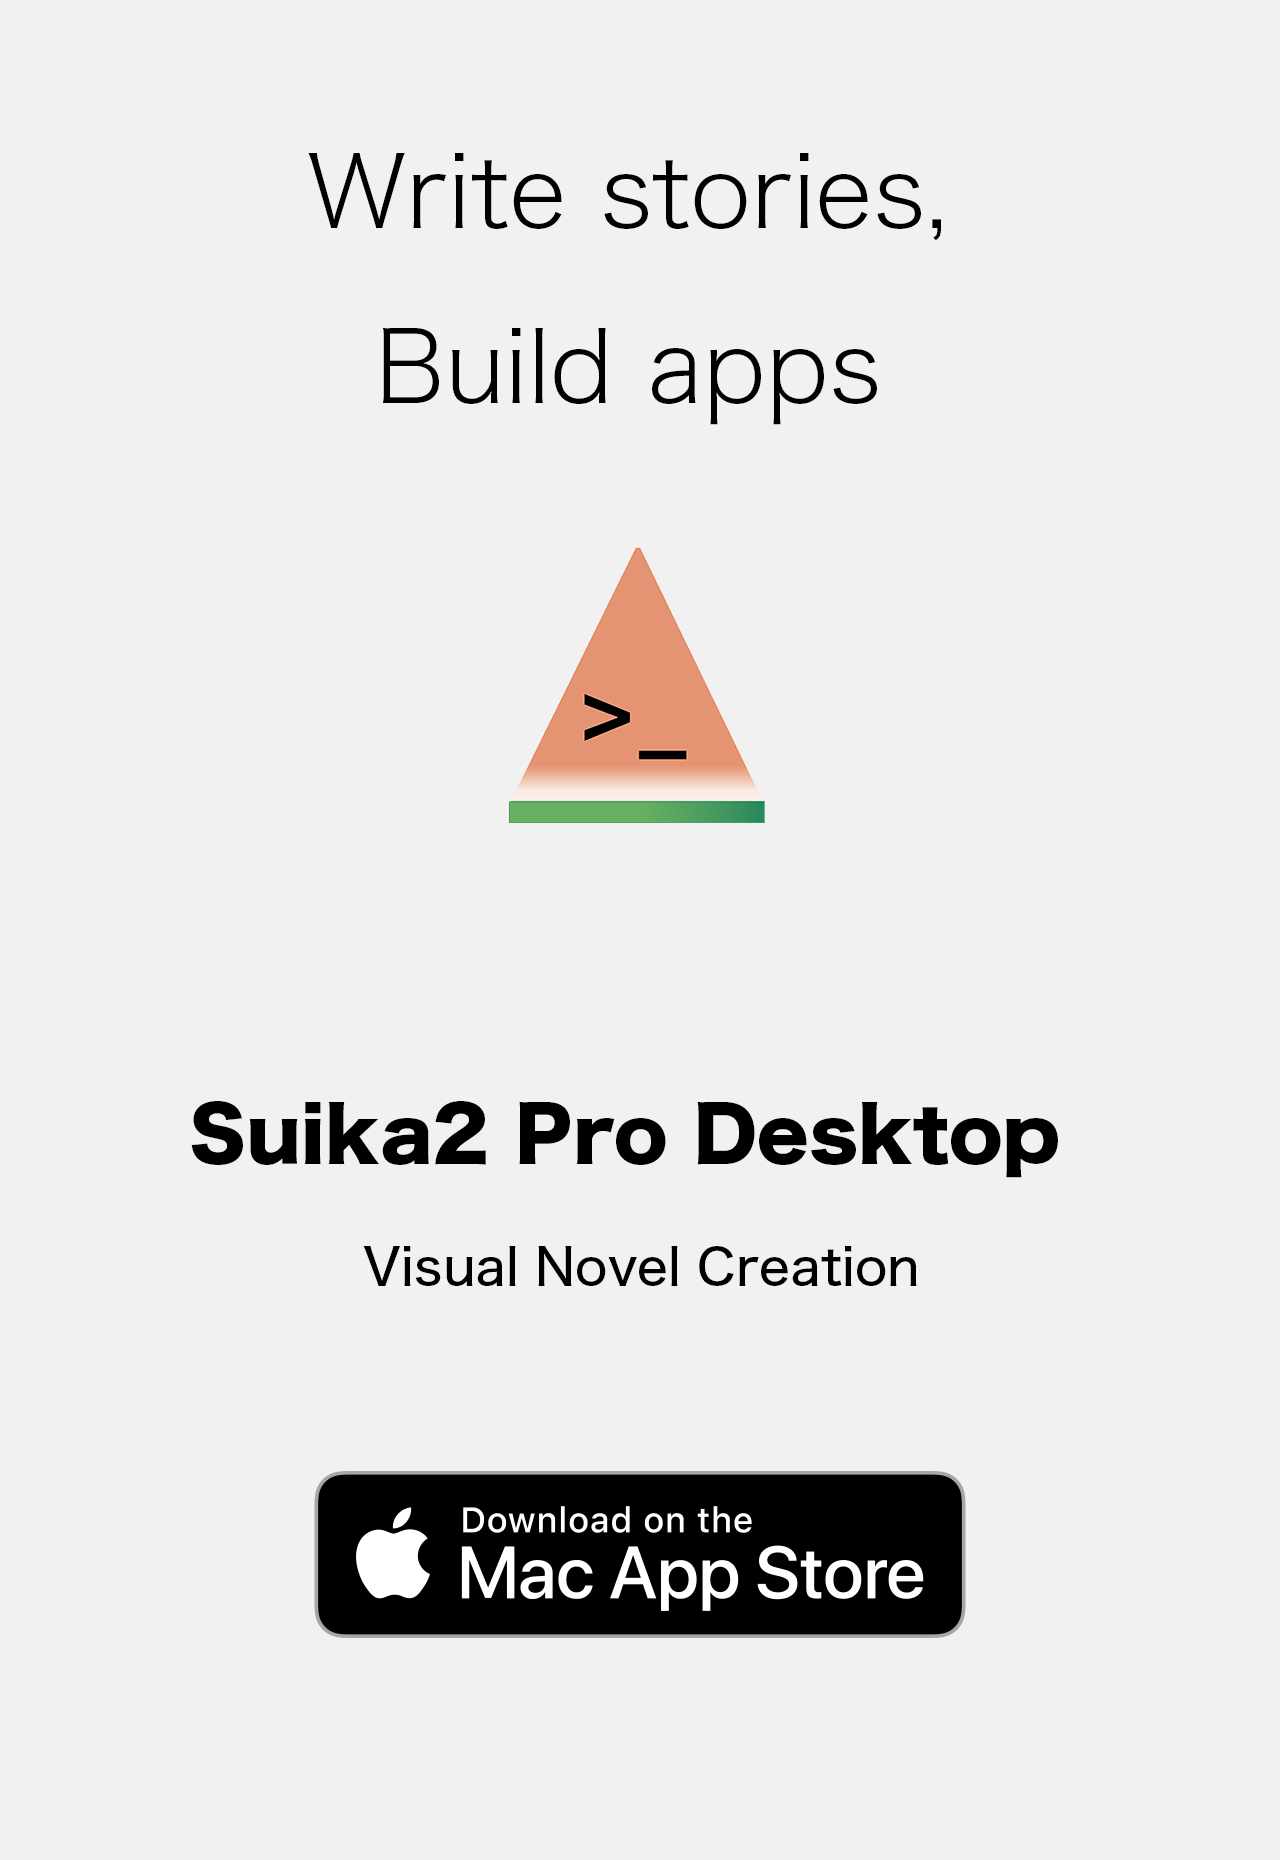 Write stories,
Build apps
>_
Suika2 Pro Desktop
Visual Novel Creation
Download on the
Mac App Store